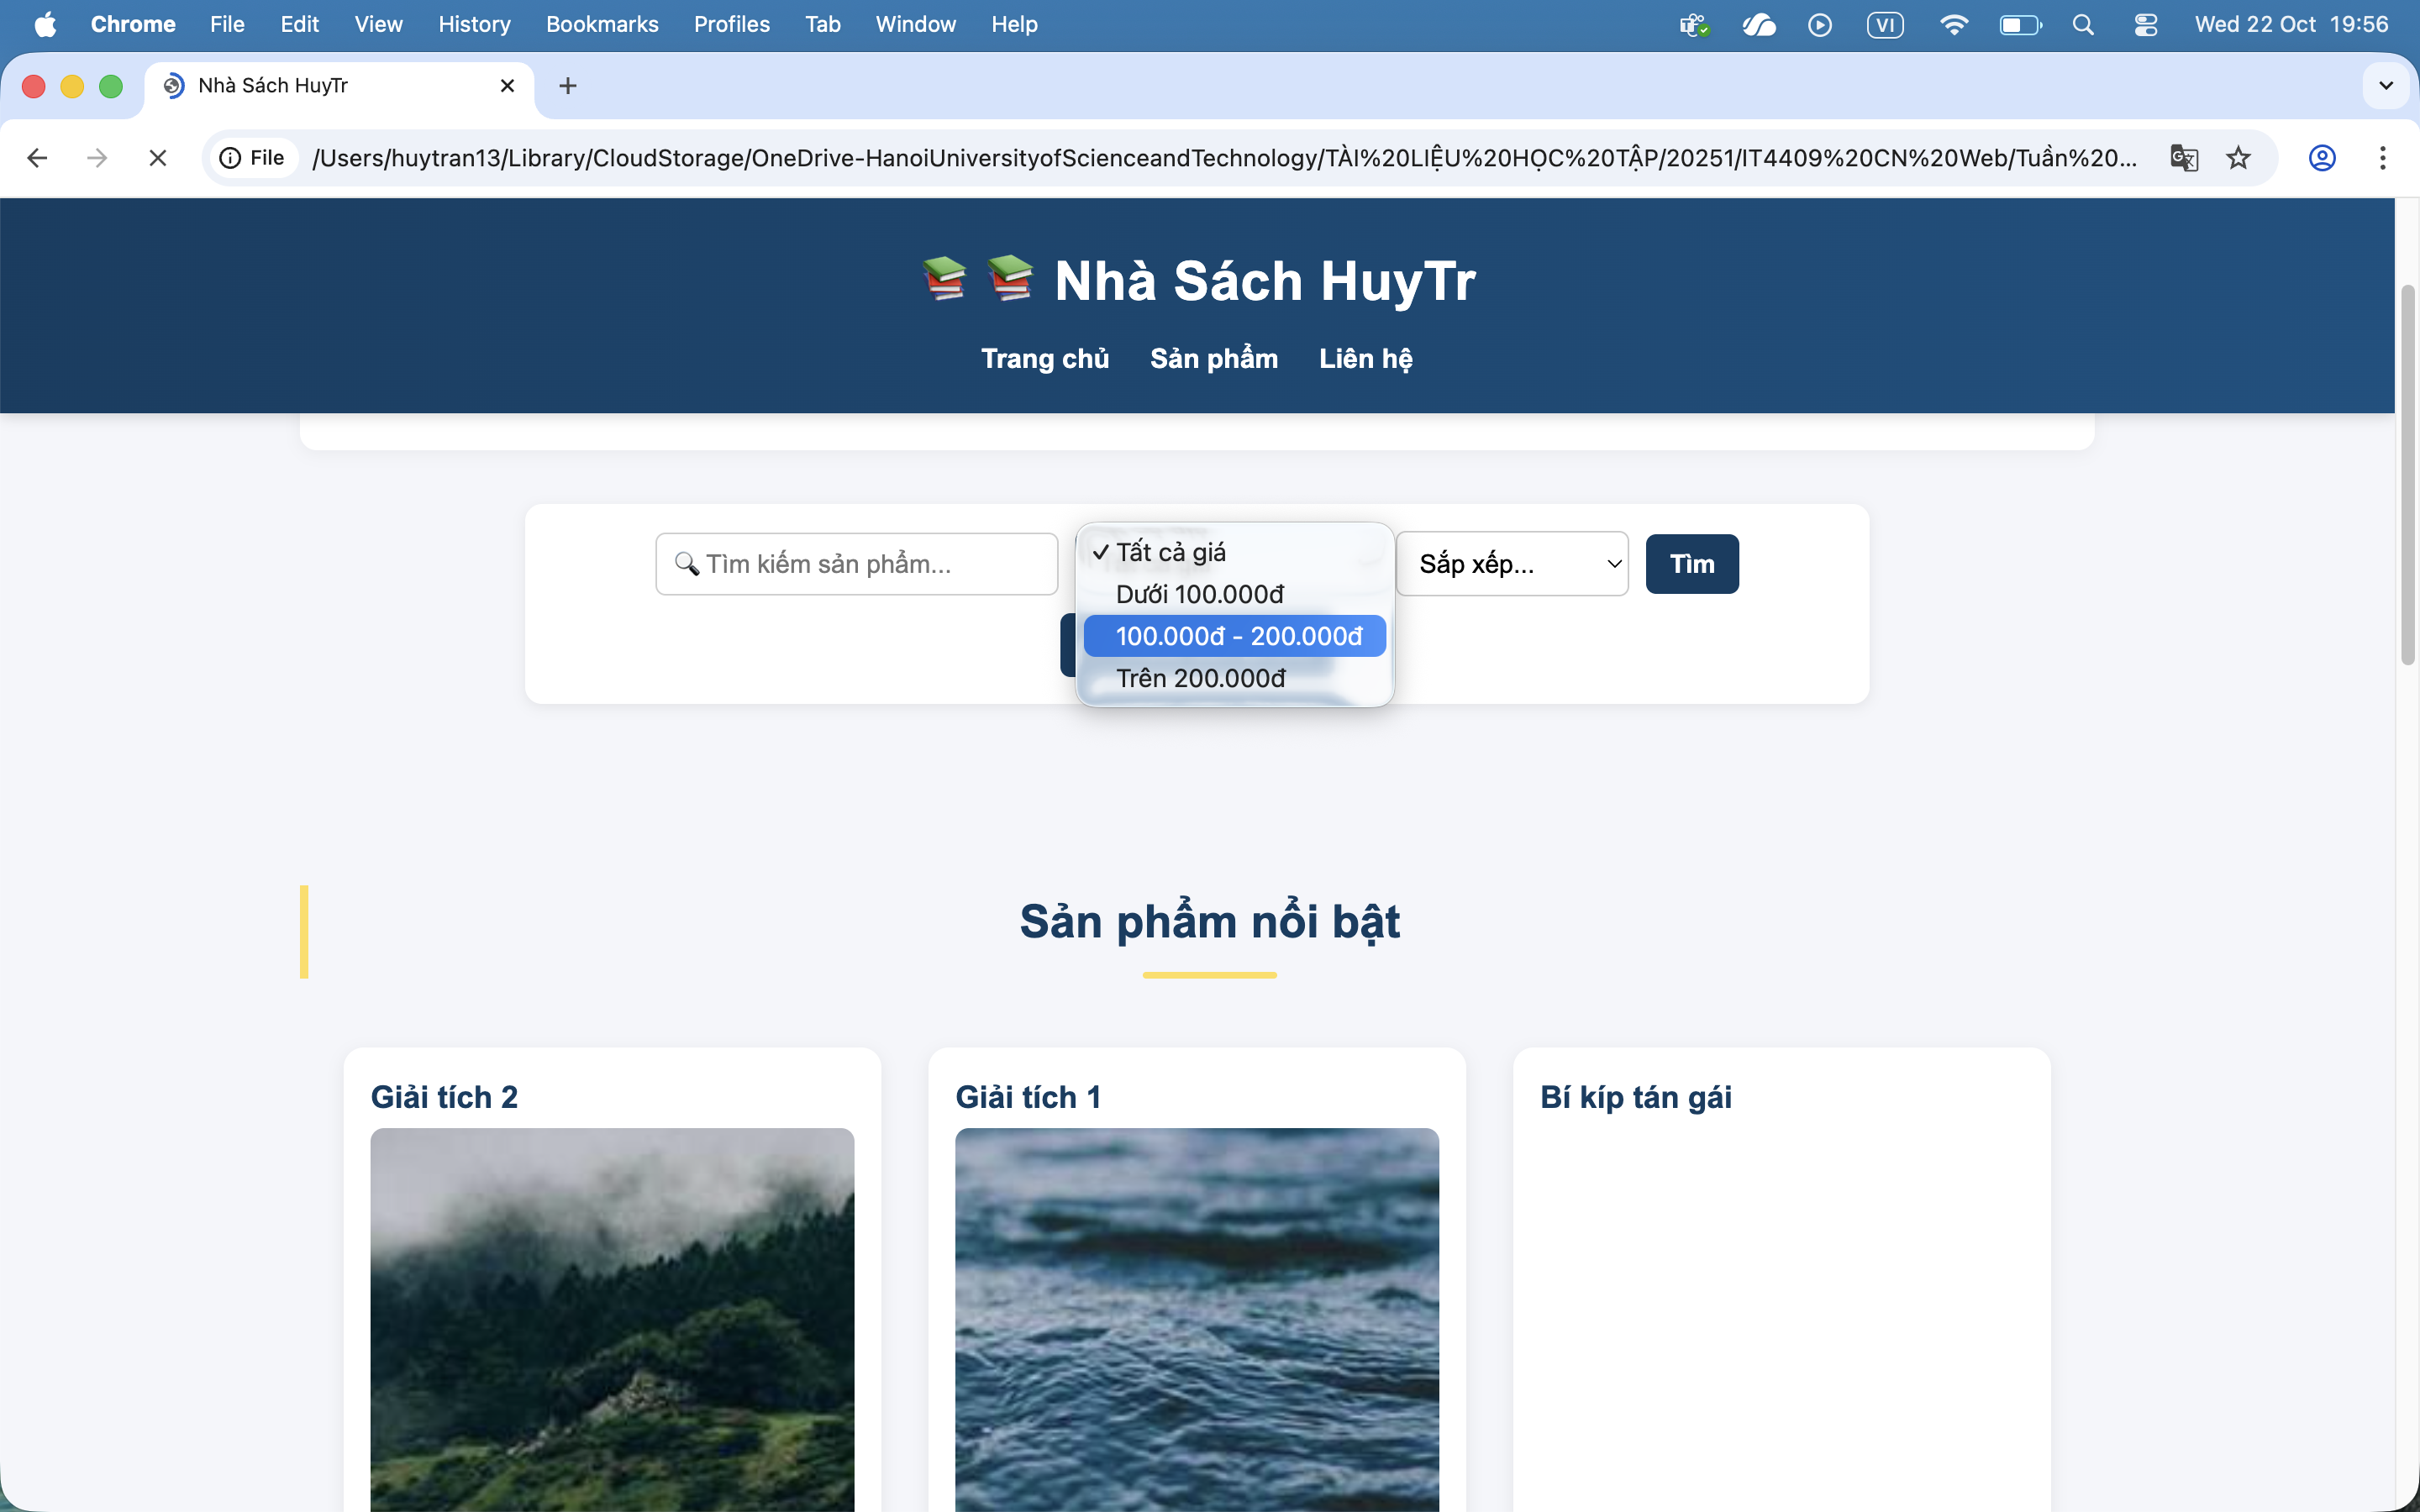 Chrome File Edit View History Bookmarks Profiles Tab Window Help VI Wed 22 Oct 19:56
Nhà Sách HuyTr
File /Users/huytran13/Library/CloudStorage/OneDrive-HanoiUniversityofScienceandTechnology/TÀI%20LIỆU%20HỌC%20TẬP/20251/IT4409%20CN%20Web/Tuần%20...
📚 📚 Nhà Sách HuyTr
Trang chủ Sản phẩm Liên hệ
🔍 Tìm kiếm sản phẩm... ✓ Tất cả giá Sắp xếp... Tìm
Dưới 100.000đ
100.000đ - 200.000đ
Trên 200.000đ
Sản phẩm nổi bật
Giải tích 2 Giải tích 1 Bí kíp tán gái